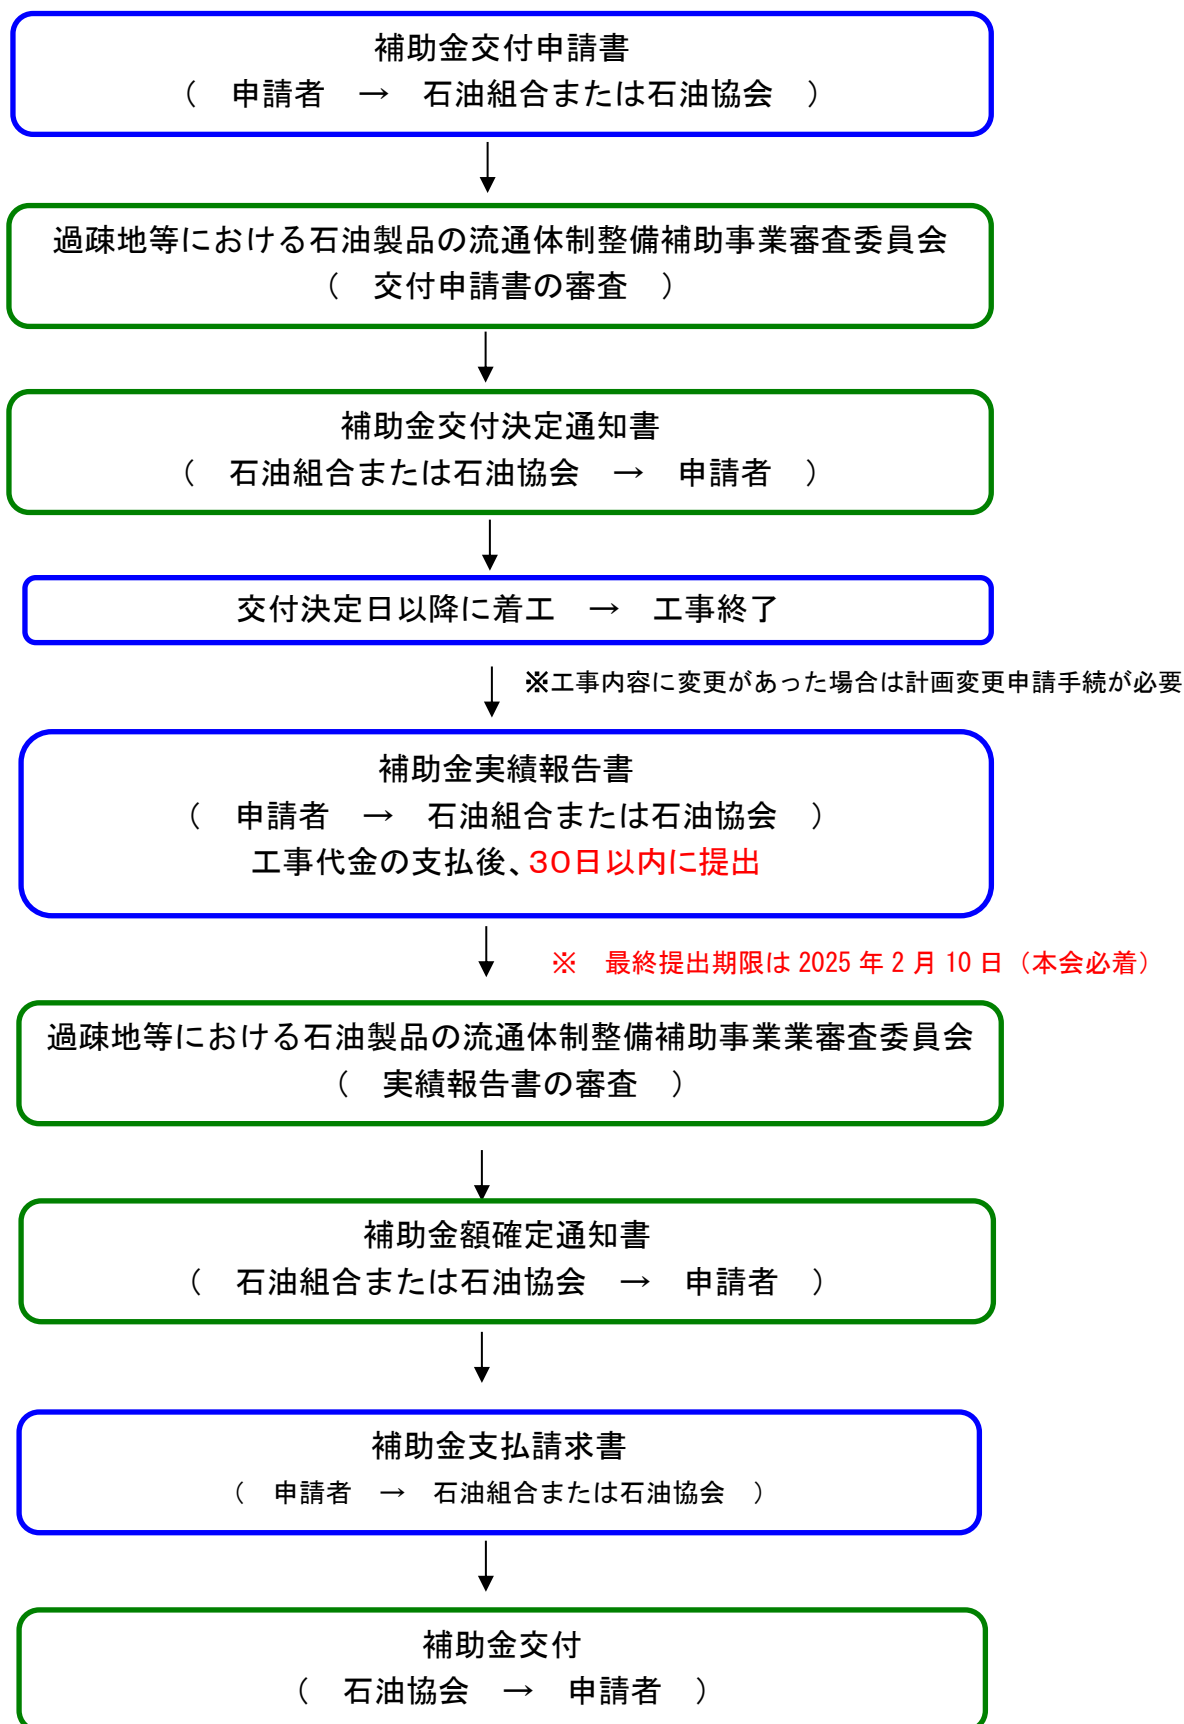 補助金交付申請書
（　申請者　→　石油組合または石油協会　）
過疎地等における石油製品の流通体制整備補助事業審査委員会
（　交付申請書の審査　）
補助金交付決定通知書
（　石油組合または石油協会　→　申請者　）
交付決定日以降に着工　→　工事終了
※工事内容に変更があった場合は計画変更申請手続が必要
補助金実績報告書
（　申請者　→　石油組合または石油協会　）
工事代金の支払後、30日以内に提出
※　最終提出期限は 2025 年 2 月 10 日（本会必着）
過疎地等における石油製品の流通体制整備補助事業業審査委員会
（　実績報告書の審査　）
補助金額確定通知書
（　石油組合または石油協会　→　申請者　）
補助金支払請求書
（　申請者　→　石油組合または石油協会　）
補助金交付
（　石油協会　→　申請者　）